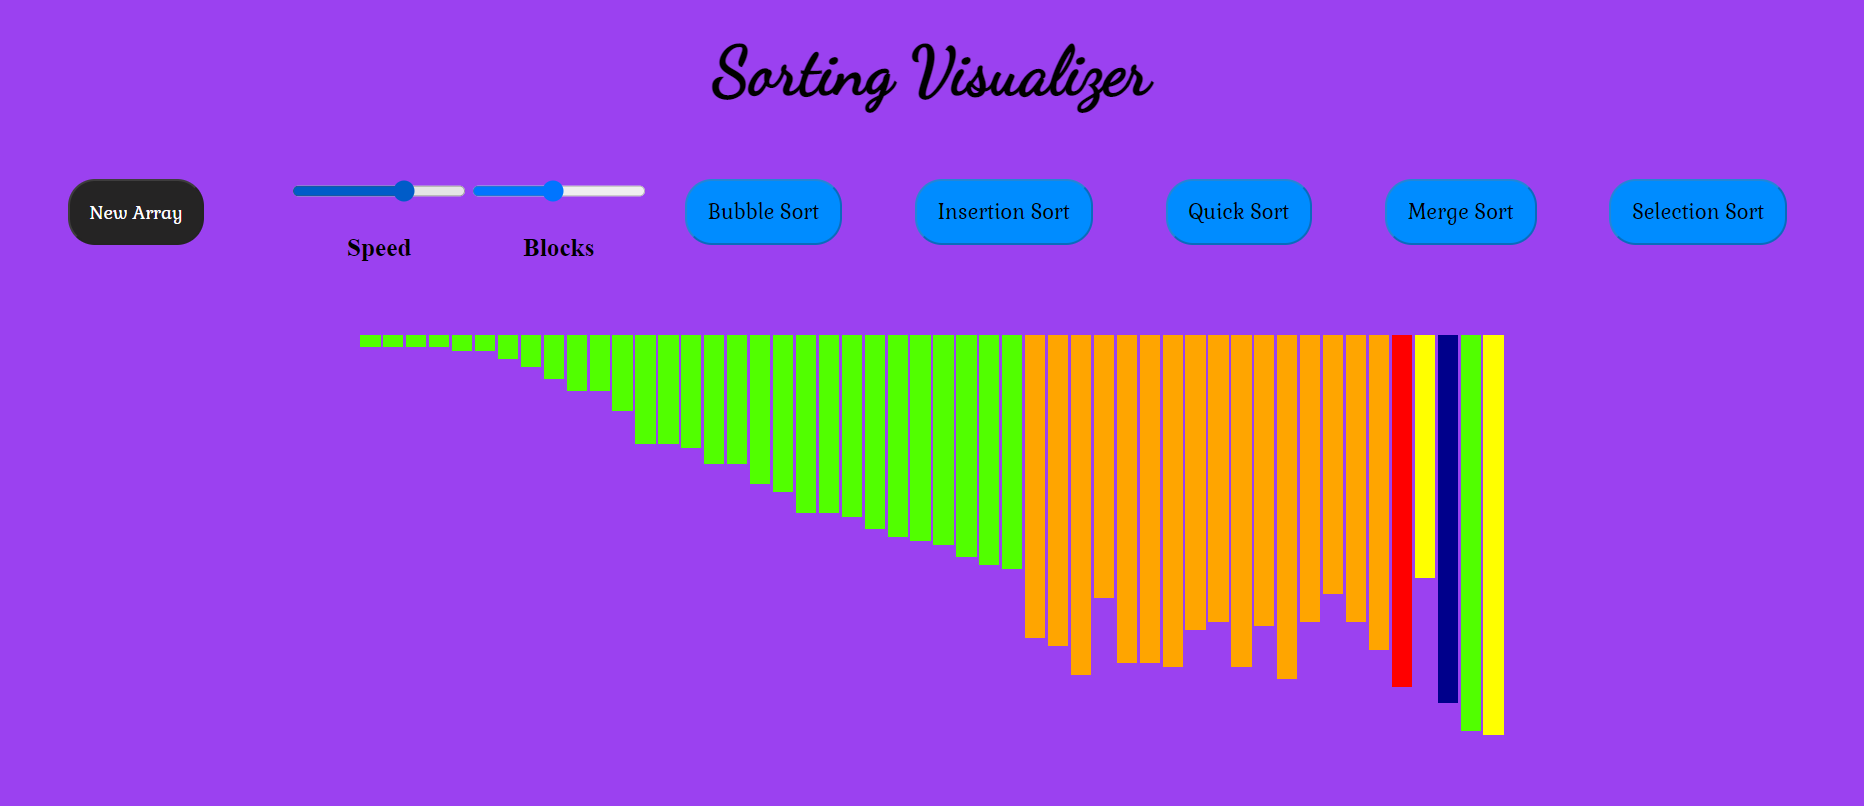 Sorting Visualizer
New Array
Speed
Blocks
Bubble Sort
Insertion Sort
Quick Sort
Merge Sort
Selection Sort